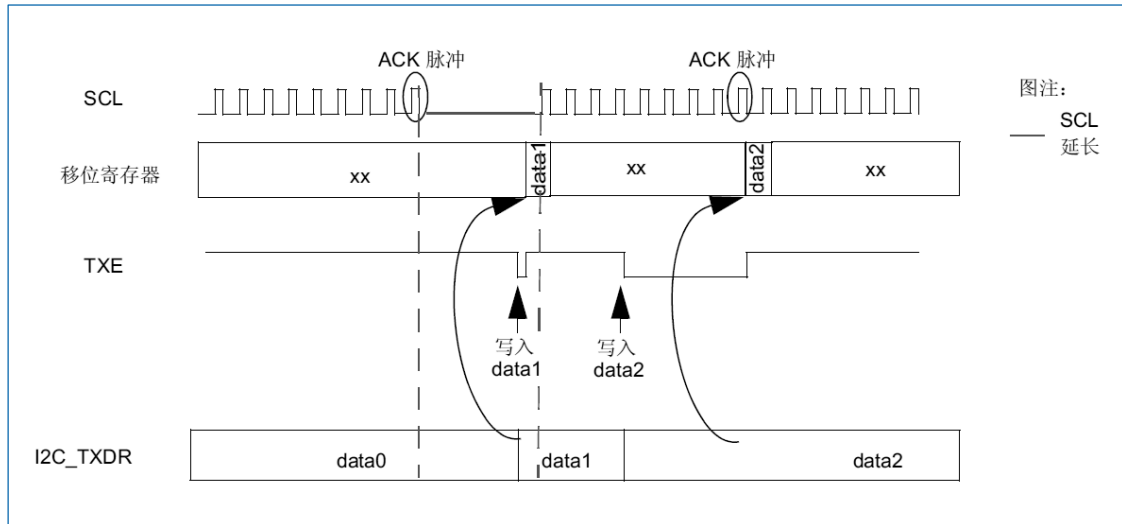 ACK 脉冲
ACK 脉冲
SCL
图注：
SCL
延长
移位寄存器
xx
data1
xx
data2
xx
TXE
写入
data1
写入
data2
I2C_TXDR
data0
data1
data2